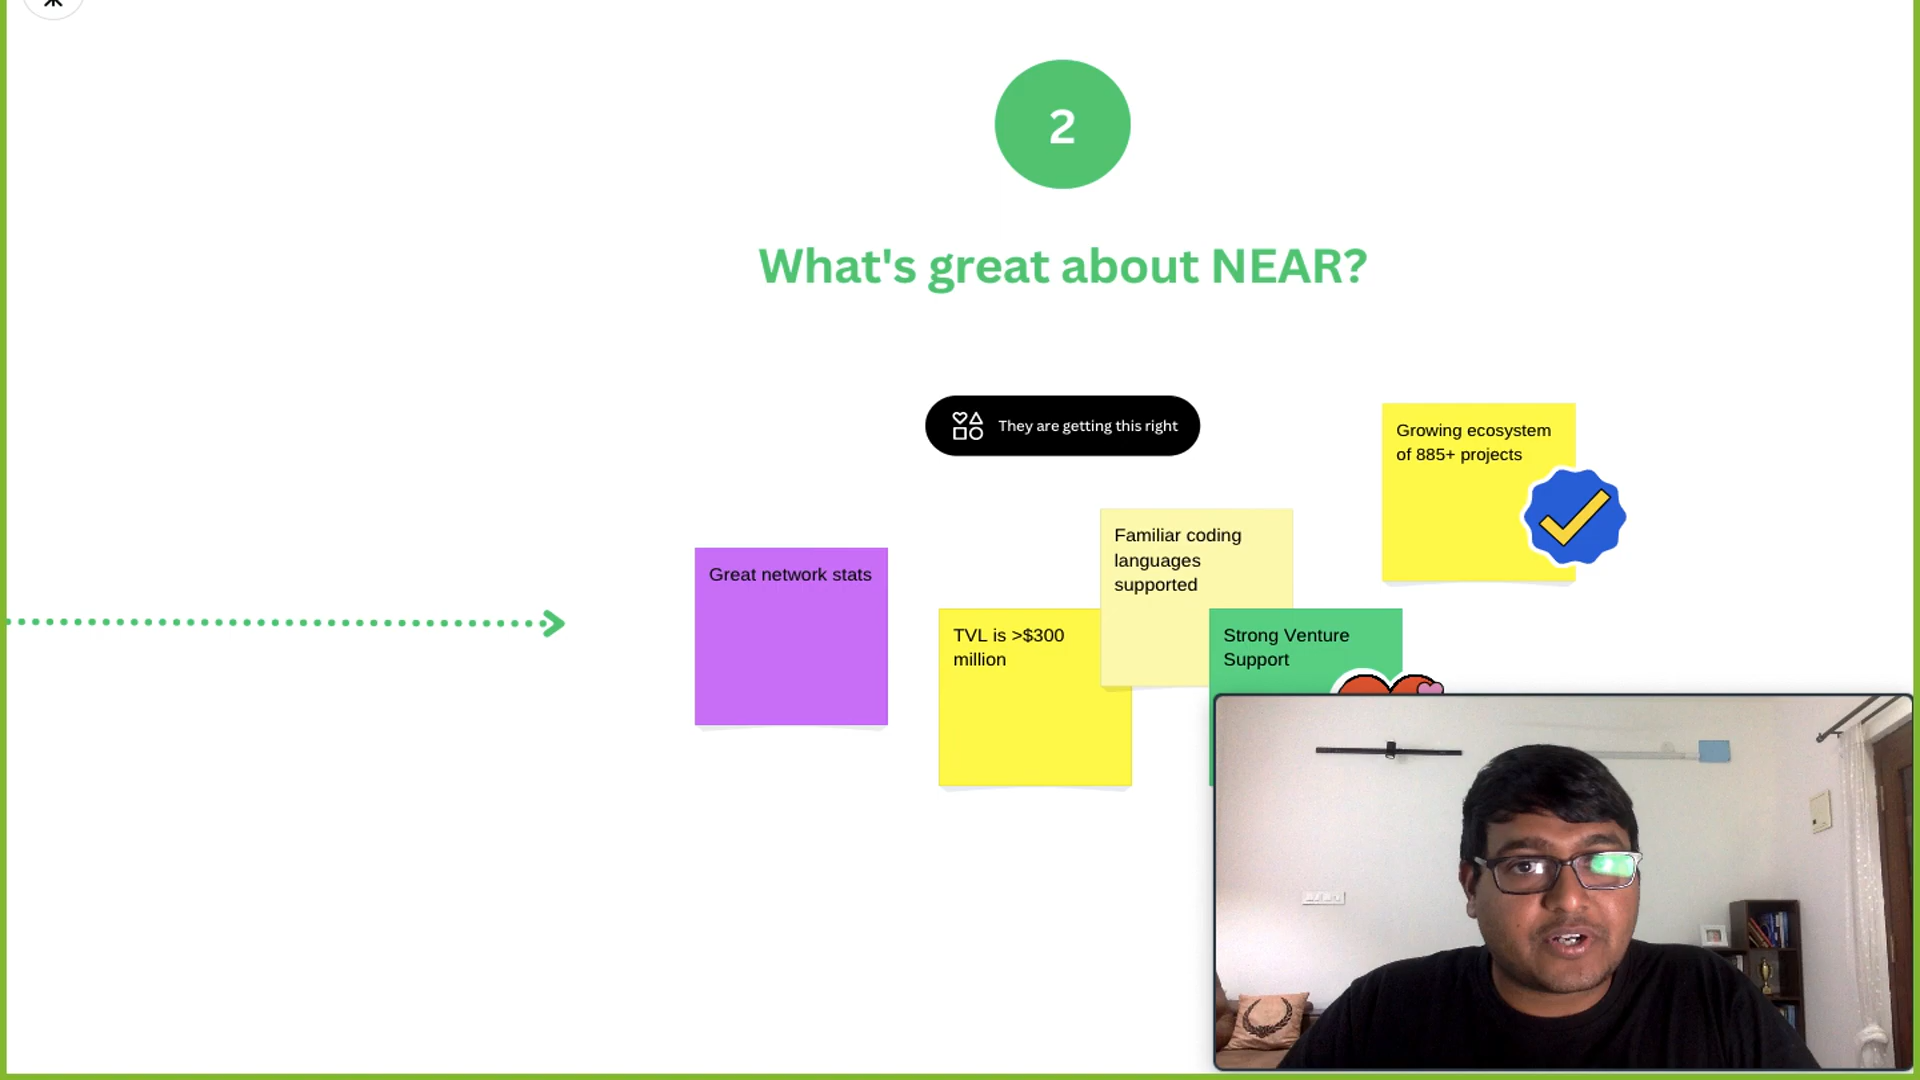 2
What's great about NEAR?
They are getting this right
Growing ecosystem
of 885+ projects
Familiar coding
languages
supported
Great network stats
TVL is >$300
million
Strong Venture
Support